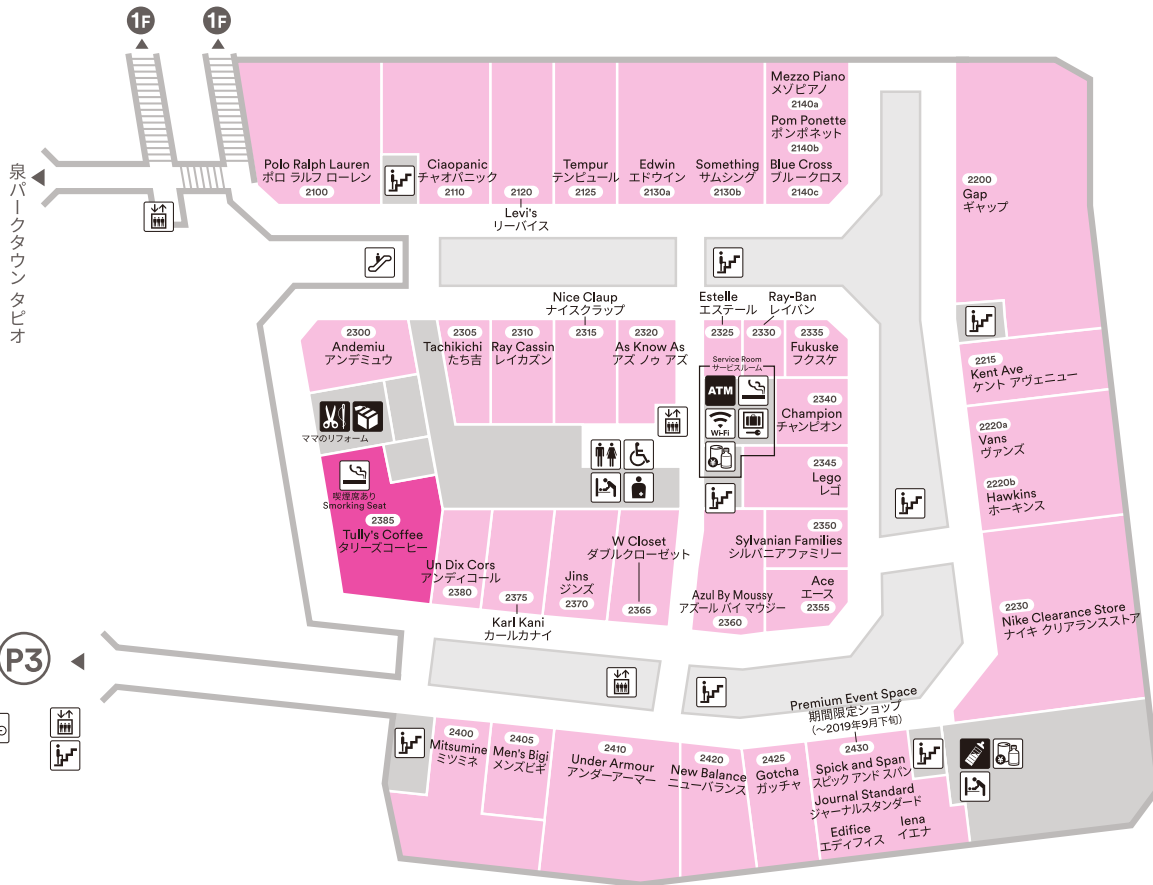 1F
1F
泉パークタウン タピオ
Polo Ralph Lauren
ポロ ラルフ ローレン
2100
Ciaopanic
チャオパニック
2110
2120
Levi's
リーバイス
Tempur
テンピュール
2125
Edwin
エドウイン
2130a
Something
サムシング
2130b
Mezzo Piano
メゾピアノ
2140a
Pom Ponette
ポンポネット
2140b
Blue Cross
ブルークロス
2140c
2200
Gap
ギャップ
2300
Andemiu
アンデミュウ
2305
Tachikichi
たち吉
2310
Ray Cassin
レイカズン
Nice Claup
ナイスクラップ
2315
2320
As Know As
アズ ノゥ アズ
Estelle
エステール
2325
Ray-Ban
レイバン
2330
2335
Fukuske
フクスケ
Service Room
サービスルーム
ATM
Wi-Fi
2340
Champion
チャンピオン
2345
Lego
レゴ
2350
Sylvanian Families
シルバニアファミリー
Ace
エース
2355
Azul By Moussy
アズール バイ マウジー
2360
W Closet
ダブルクローゼット
2365
Jins
ジンズ
2370
2375
Karl Kani
カールカナイ
Un Dix Cors
アンディコール
2380
ママのリフォーム
喫煙席あり
Smorking Seat
2385
Tully's Coffee
タリーズコーヒー
2215
Kent Ave
ケント アヴェニュー
2220a
Vans
ヴァンズ
2220b
Hawkins
ホーキンス
2230
Nike Clearance Store
ナイキ クリアランスストア
P3
2400
Mitsumine
ミツミネ
2405
Men's Bigi
メンズビギ
2410
Under Armour
アンダーアーマー
2420
New Balance
ニューバランス
2425
Gotcha
ガッチャ
Premium Event Space
期間限定ショップ
(～2019年9月下旬)
2430
Spick and Span
スピック アンド スパン
Journal Standard
ジャーナルスタンダード
Edifice
エディフィス
Iena
イエナ